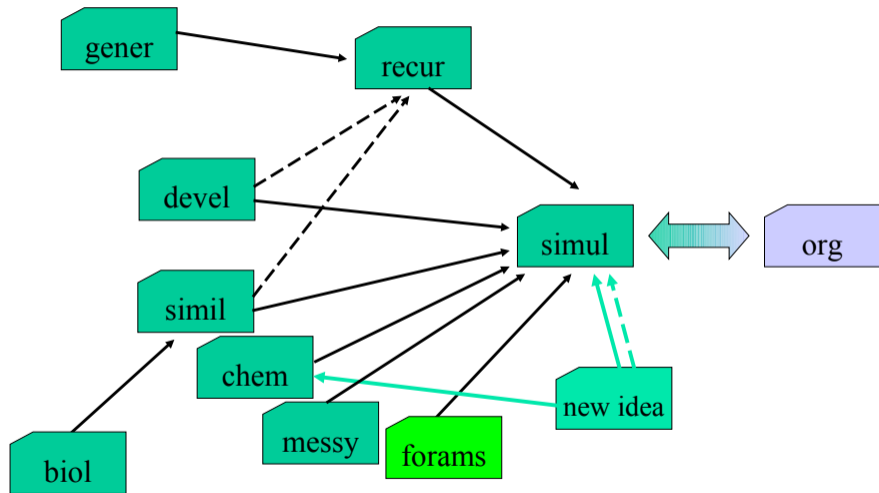 gener
recur
devel
simul
org
simil
chem
new idea
messy
forams
biol